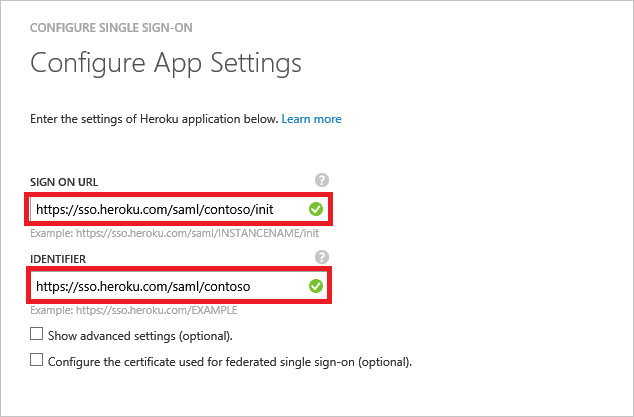 CONFIGURE SINGLE SIGN-ON
Configure App Settings
Enter the settings of Heroku application below. Learn more
SIGN ON URL ?
https://sso.heroku.com/saml/contoso/init
Example: https://sso.heroku.com/saml/INSTANCENAME/init
IDENTIFIER ?
https://sso.heroku.com/saml/contoso
Example: https://sso.heroku.com/EXAMPLE
Show advanced settings (optional).
Configure the certificate used for federated single sign-on (optional).